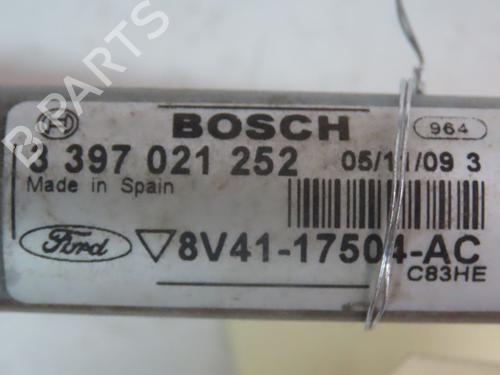 BOSCH
964
3 397 021 252
05/11/09 3
Made in Spain
Ford
8V41-17504-AC
C83HE
B-PARTS